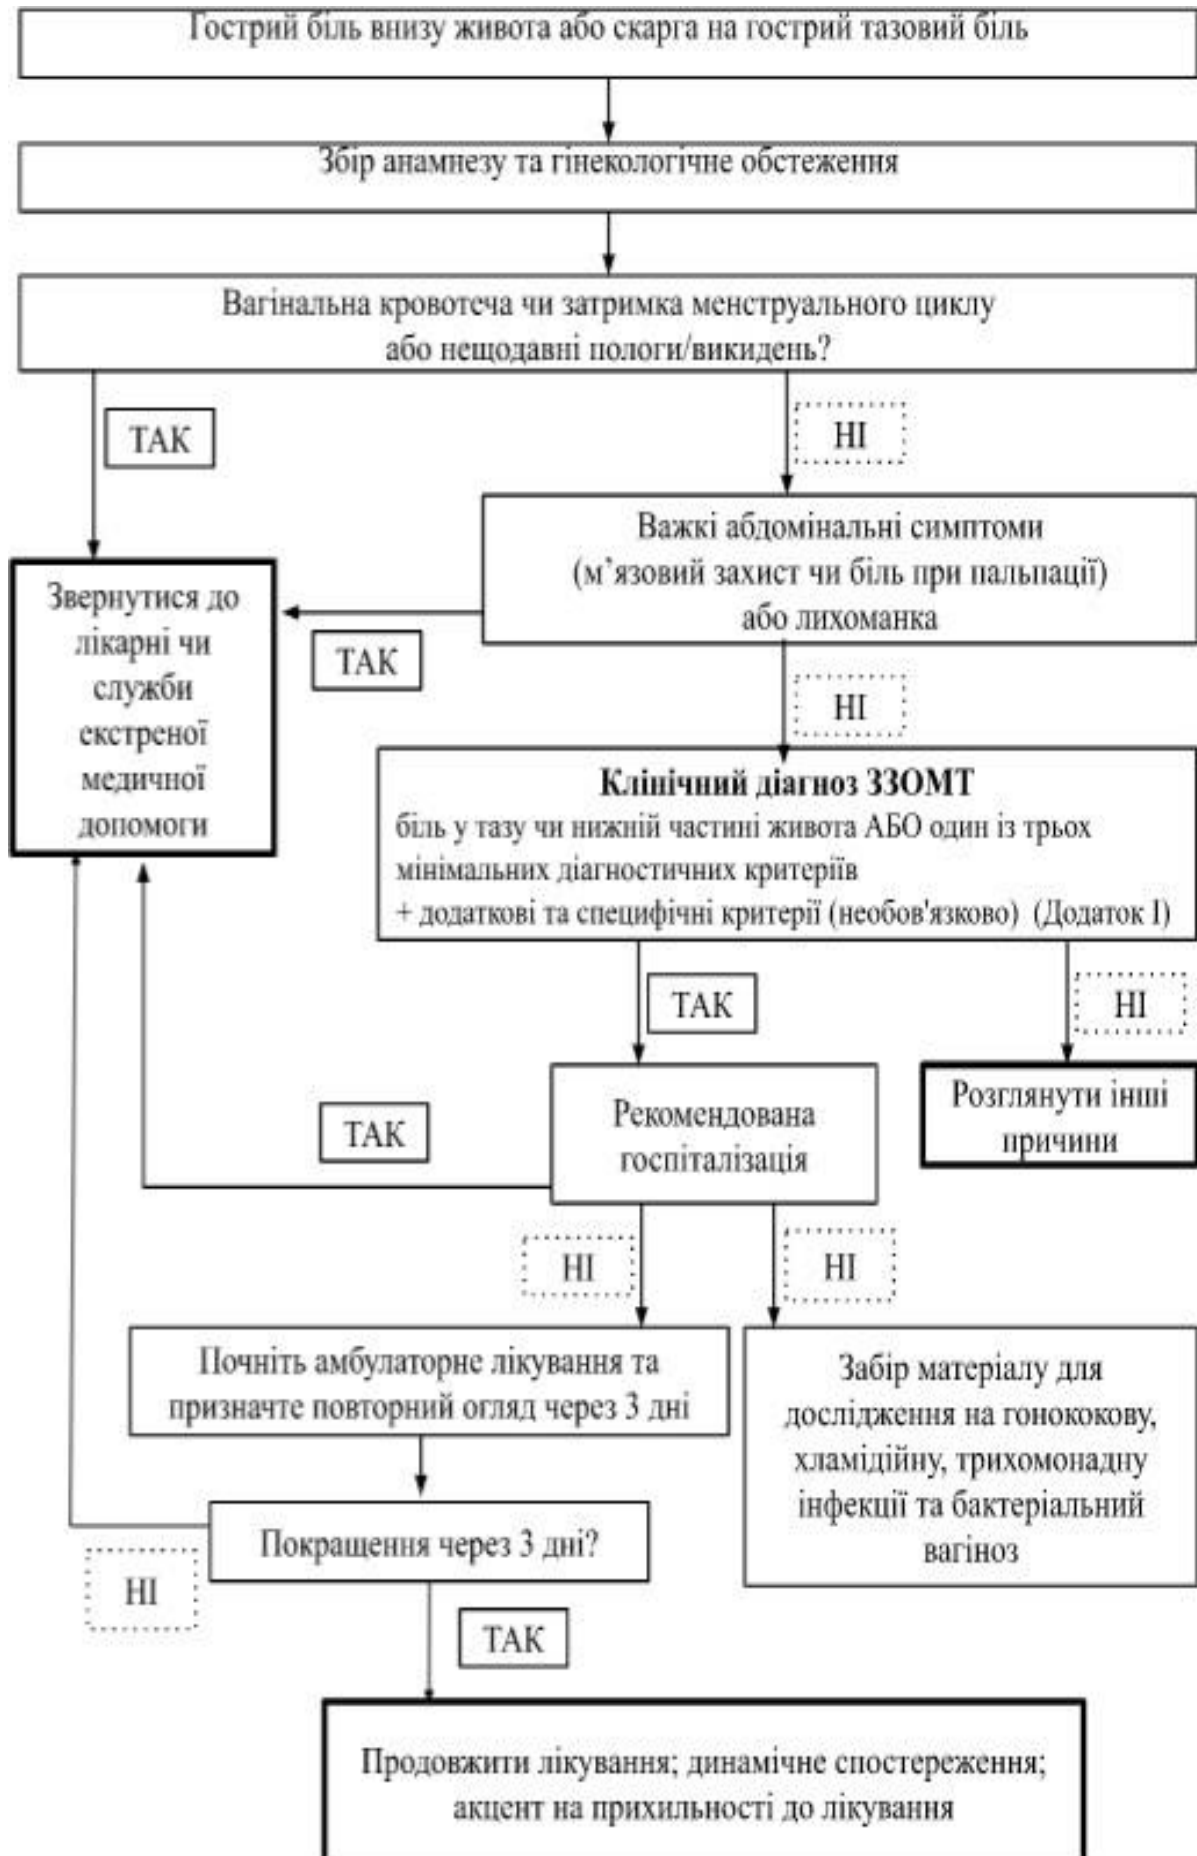 Гострий біль внизу живота або скарга на гострий тазовий біль
Збір анамнезу та гінекологічне обстеження
Вагінальна кровотеча чи затримка менструального циклу
або нещодавні пологи/викидень?
ТАК
НІ
Важкі абдомінальні симптоми
(м’язовий захист чи біль при пальпації)
або лихоманка
Звернутися до
лікарні чи
служби
екстреної
медичної
допомоги
ТАК
НІ
Клінічний діагноз ЗЗОМТ
біль у тазу чи нижній частині живота АБО один із трьох
мінімальних діагностичних критеріїв
+ додаткові та специфічні критерії (необов'язково) (Додаток І)
ТАК
НІ
Рекомендована
госпіталізація
Розглянути інші
причини
ТАК
НІ
НІ
Почніть амбулаторне лікування та
призначте повторний огляд через 3 дні
Забір матеріалу для
дослідження на гонококову,
хламідійну, трихомонадну
інфекції та бактеріальний
вагіноз
Покращення через 3 дні?
НІ
ТАК
Продовжити лікування; динамічне спостереження;
акцент на прихильності до лікування